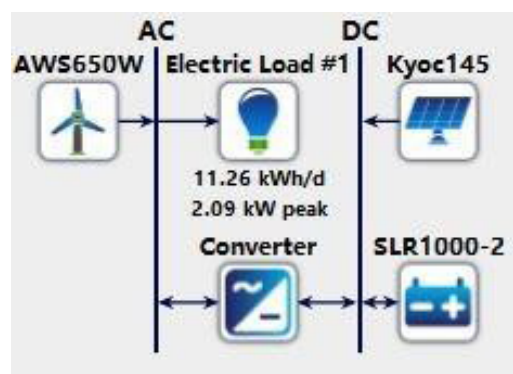 AC
DC
AWS650W
Electric Load #1
Kyoc145
11.26 kWh/d
2.09 kW peak
Converter
SLR1000-2